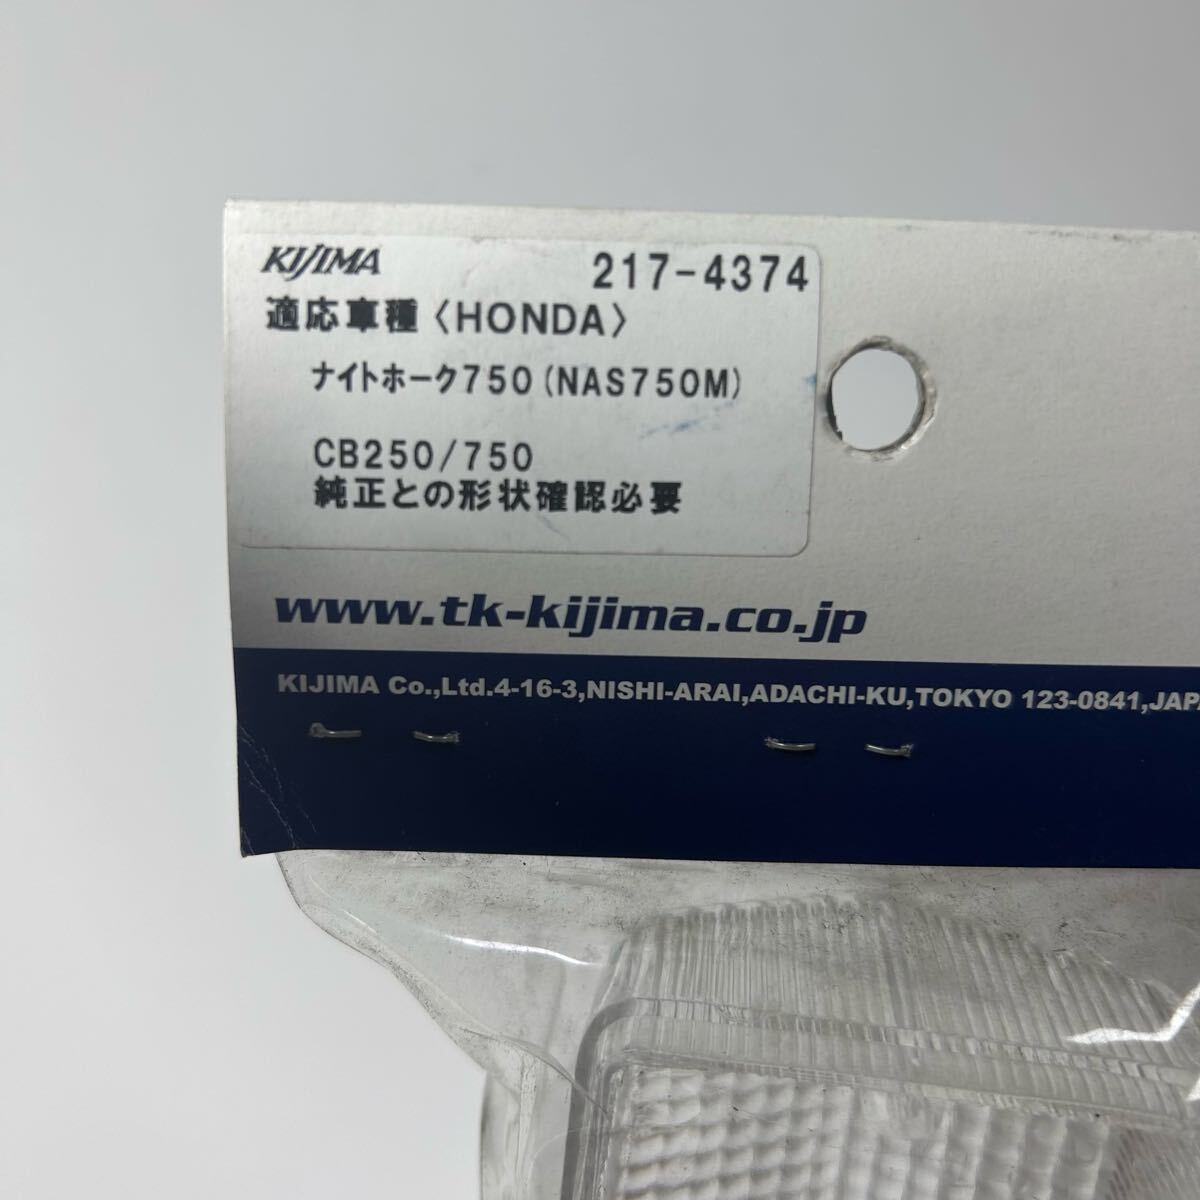 KIJIMA 217-4374
適応車種〈HONDA〉
ナイトホーク750(NAS750M)
CB250/750
純正との形状確認必要
www.tk-kijima.co.jp
KIJIMA Co.,Ltd.4-16-3,NISHI-ARAI,ADACHI-KU,TOKYO 123-0841,JAPA